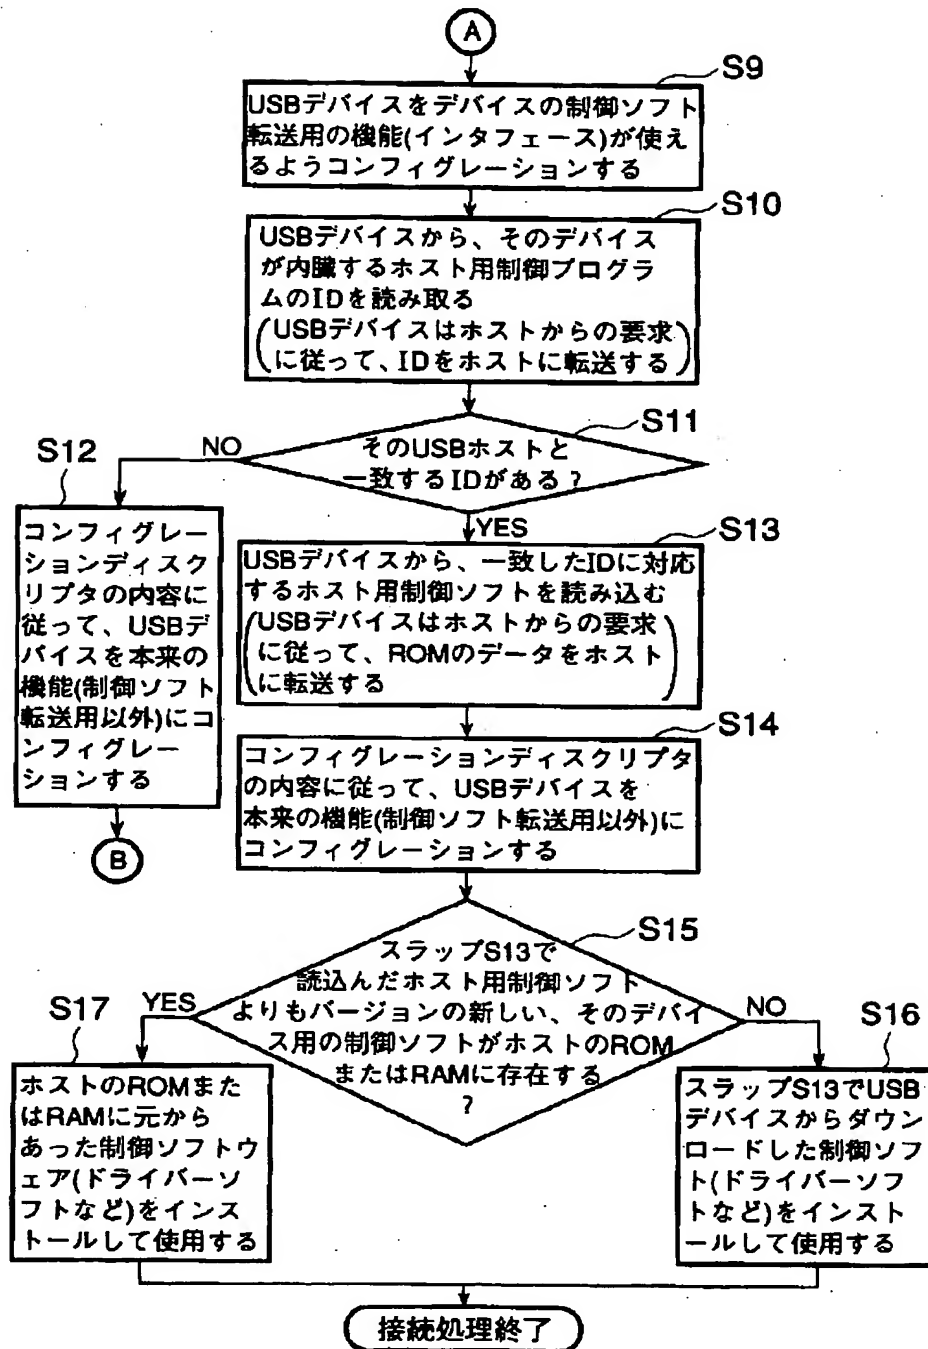 A
S9
USBデバイスをデバイスの制御ソフト
転送用の機能(インタフェース)が使え
るようコンフィグレーションする
S10
USBデバイスから、そのデバイス
が内臓するホスト用制御プログラ
ムのIDを読み取る
(USBデバイスはホストからの要求
に従って、IDをホストに転送する)
S11
そのUSBホストと
一致するIDがある?
NO
YES
S12
コンフィグレー
ションディスク
リプタの内容に
従って、USBデ
バイスを本来の
機能(制御ソフト
転送用以外)にコ
ンフィグレー
ションする
B
S13
USBデバイスから、一致したIDに対応
するホスト用制御ソフトを読み込む
(USBデバイスはホストからの要求
に従って、ROMのデータをホスト
に転送する)
S14
コンフィグレーションディスクリプタ
の内容に従って、USBデバイスを
本来の機能(制御ソフト転送用以外)に
コンフィグレーションする
S15
スラップS13で
読込んだホスト用制御ソフト
よりもバージョンの新しい、そのデバイ
ス用の制御ソフトがホストのROM
またはRAMに存在する
?
YES
NO
S17
ホストのROMまた
はRAMに元から
あった制御ソフトウ
ェア(ドライバーソ
フトなど)をインス
トールして使用する
S16
スラップS13でUSB
デバイスからダウン
ロードした制御ソフ
ト(ドライバーソフ
トなど)をインスト
ールして使用する
接続処理終了